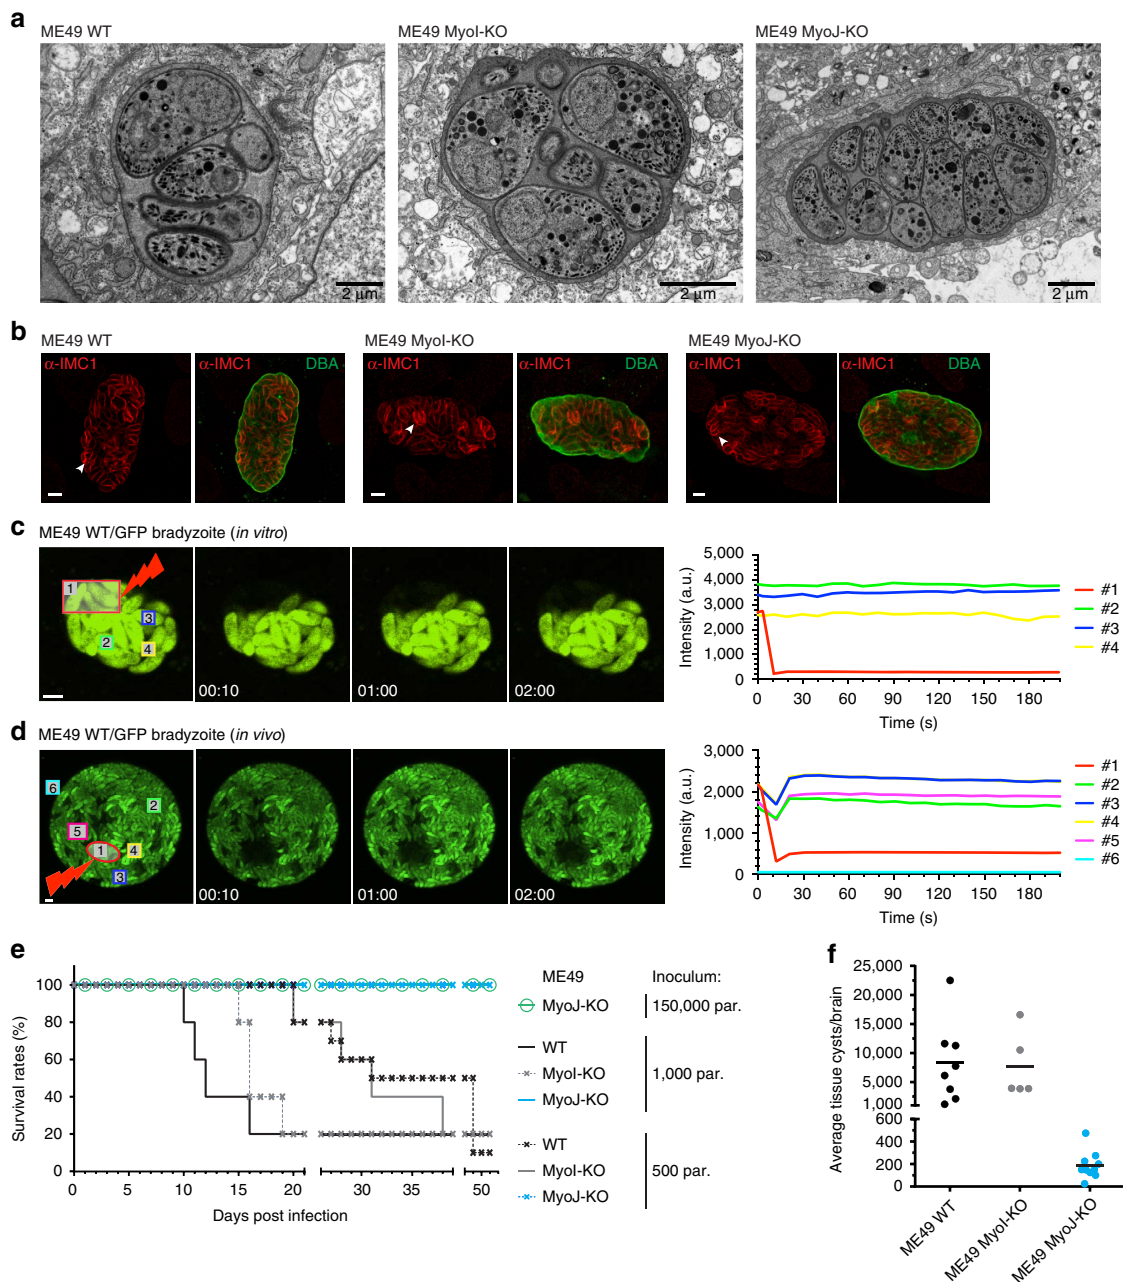 a
ME49 WT
ME49 MyoI-KO
ME49 MyoJ-KO
2 µm
2 µm
2 µm
b
ME49 WT
ME49 MyoI-KO
ME49 MyoJ-KO
α-IMC1
α-IMC1 DBA
α-IMC1
α-IMC1 DBA
α-IMC1
α-IMC1 DBA
c
ME49 WT/GFP bradyzoite (in vitro)
1
2
3
4
00:10
01:00
02:00
Intensity (a.u.)
5,000
4,000
3,000
2,000
1,000
0
0 30 60 90 120 150 180
Time (s)
#1
#2
#3
#4
d
ME49 WT/GFP bradyzoite (in vivo)
6
2
5
1
4
3
00:10
01:00
02:00
Intensity (a.u.)
3,000
2,000
1,000
0
0 30 60 90 120 150 180
Time (s)
#1
#2
#3
#4
#5
#6
e
Survival rates (%)
100
80
60
40
20
0
0 5 10 15 20 25 35 50
Days post infection
ME49 Inoculum:
MyoJ-KO 150,000 par.
WT
MyoI-KO 1,000 par.
MyoJ-KO
WT
MyoI-KO 500 par.
MyoJ-KO
f
Average tissue cysts/brain
25,000
20,000
15,000
10,000
5,000
1,000
600
400
200
0
ME49 WT
ME49 MyoI-KO
ME49 MyoJ-KO